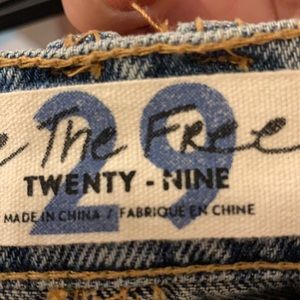 29
The Free
TWENTY - NINE
MADE IN CHINA / FABRIQUE EN CHINE